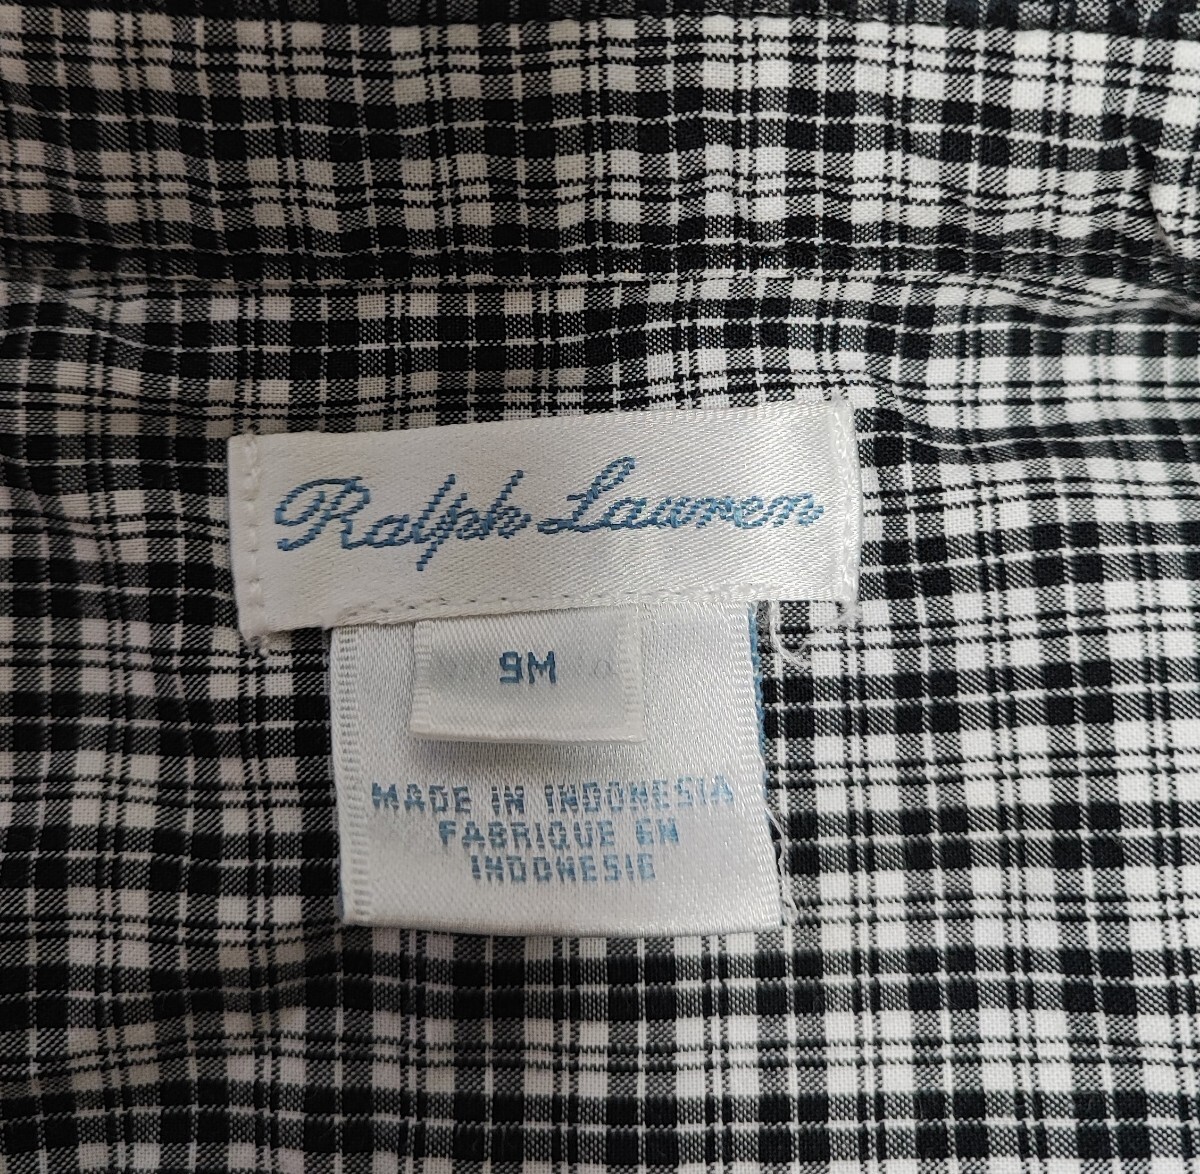 Ralph Lauren
9M
MADE IN INDONESIA
FABRIQUE EN
INDONESIE